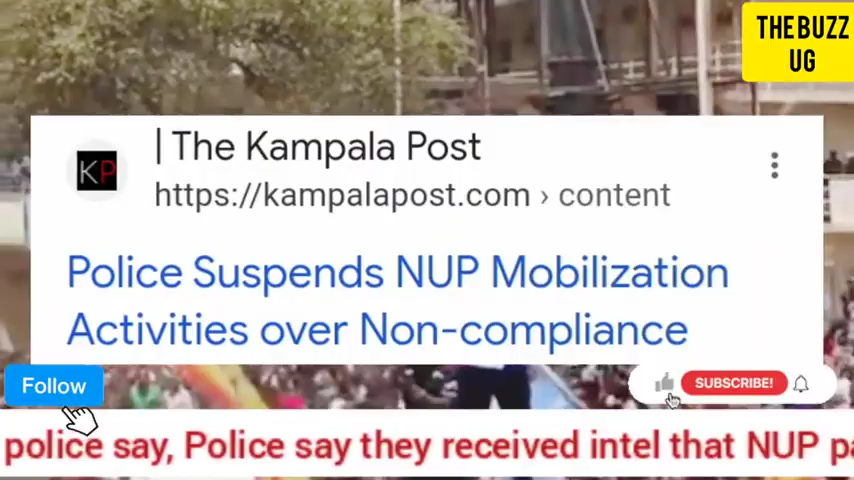 THE BUZZ
UG
KP
| The Kampala Post
https://kampalapost.com › content
Police Suspends NUP Mobilization
Activities over Non-compliance
Follow
SUBSCRIBE!
police say, Police say they received intel that NUP pa